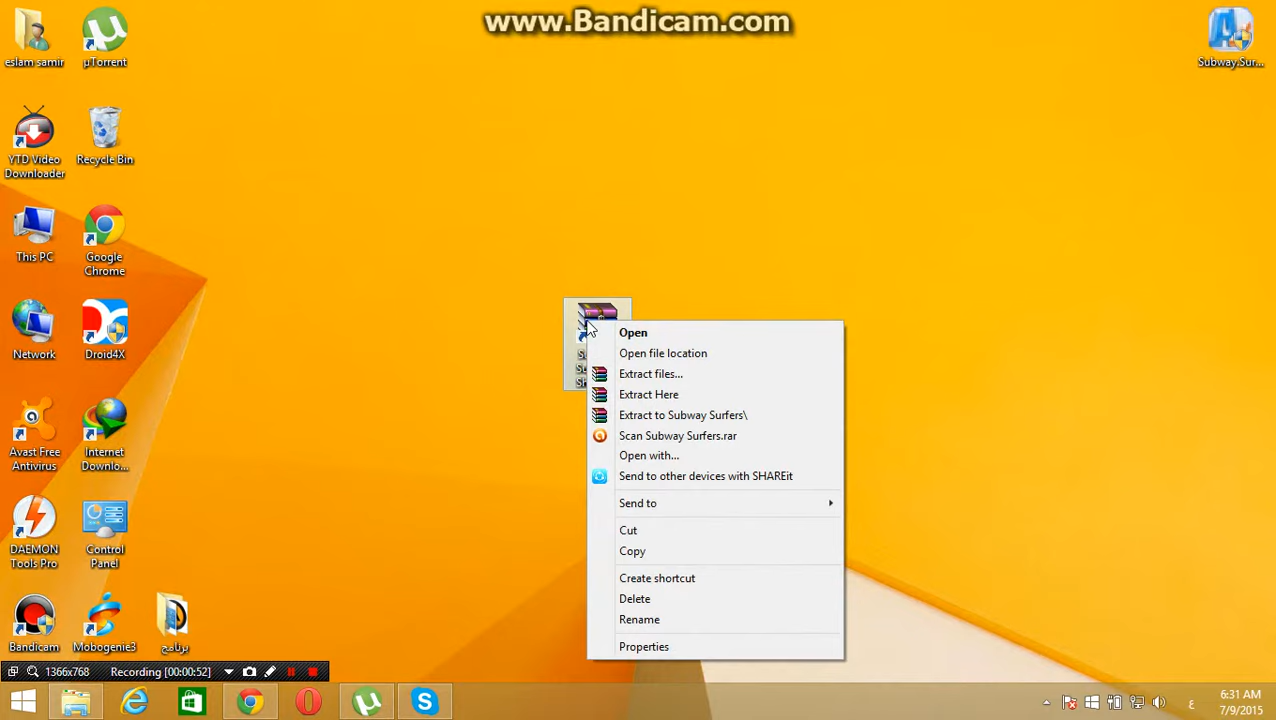 www.Bandicam.com
eslam samir
µTorrent
Subway.Sur...
YTD Video
Downloader
Recycle Bin
This PC
Google
Chrome
Network
Droid4X
Avast Free
Antivirus
Internet
Downlo...
DAEMON
Tools Pro
Control
Panel
Bandicam
Mobogenie3
برنامج
Open
Open file location
Extract files...
Extract Here
Extract to Subway Surfers\
Scan Subway Surfers.rar
Open with...
Send to other devices with SHAREit
Send to
Cut
Copy
Create shortcut
Delete
Rename
Properties
1366x768
Recording [00:00:52]
ع
6:31 AM
7/9/2015